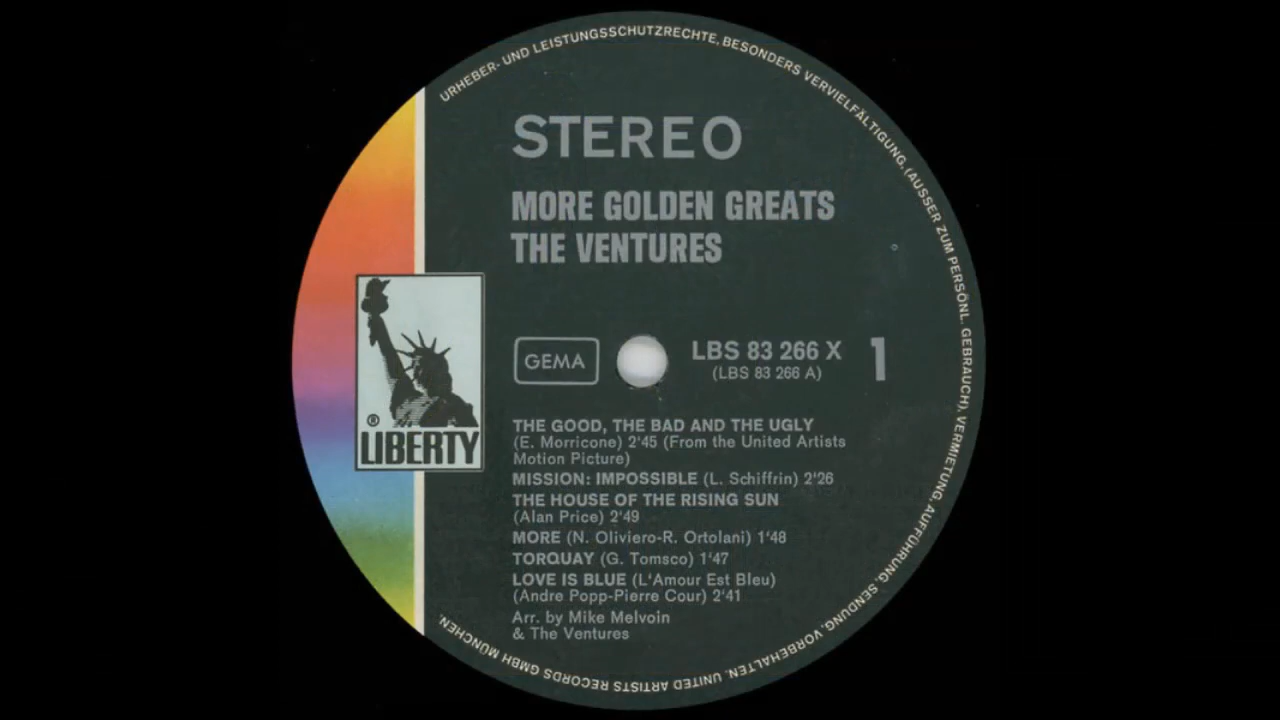 URHEBER- UND LEISTUNGSSCHUTZRECHTE, BESONDERS VERVIELFÄLTIGUNG, (AUSSER ZUM PERSÖNL. GEBRAUCH), VERMIETUNG, AUFFÜHRUNG, SENDUNG, VORBEHALTEN. UNITED ARTISTS RECORDS GMBH MÜNCHEN.
STEREO
MORE GOLDEN GREATS
THE VENTURES
GEMA
LBS 83 266 X 1
(LBS 83 266 A)
®
LIBERTY
THE GOOD, THE BAD AND THE UGLY
(E. Morricone) 2'45 (From the United Artists
Motion Picture)
MISSION: IMPOSSIBLE (L. Schiffrin) 2'26
THE HOUSE OF THE RISING SUN
(Alan Price) 2'49
MORE (N. Oliviero-R. Ortolani) 1'48
TORQUAY (G. Tomsco) 1'47
LOVE IS BLUE (L'Amour Est Bleu)
(Andre Popp-Pierre Cour) 2'41
Arr. by Mike Melvoin
& The Ventures